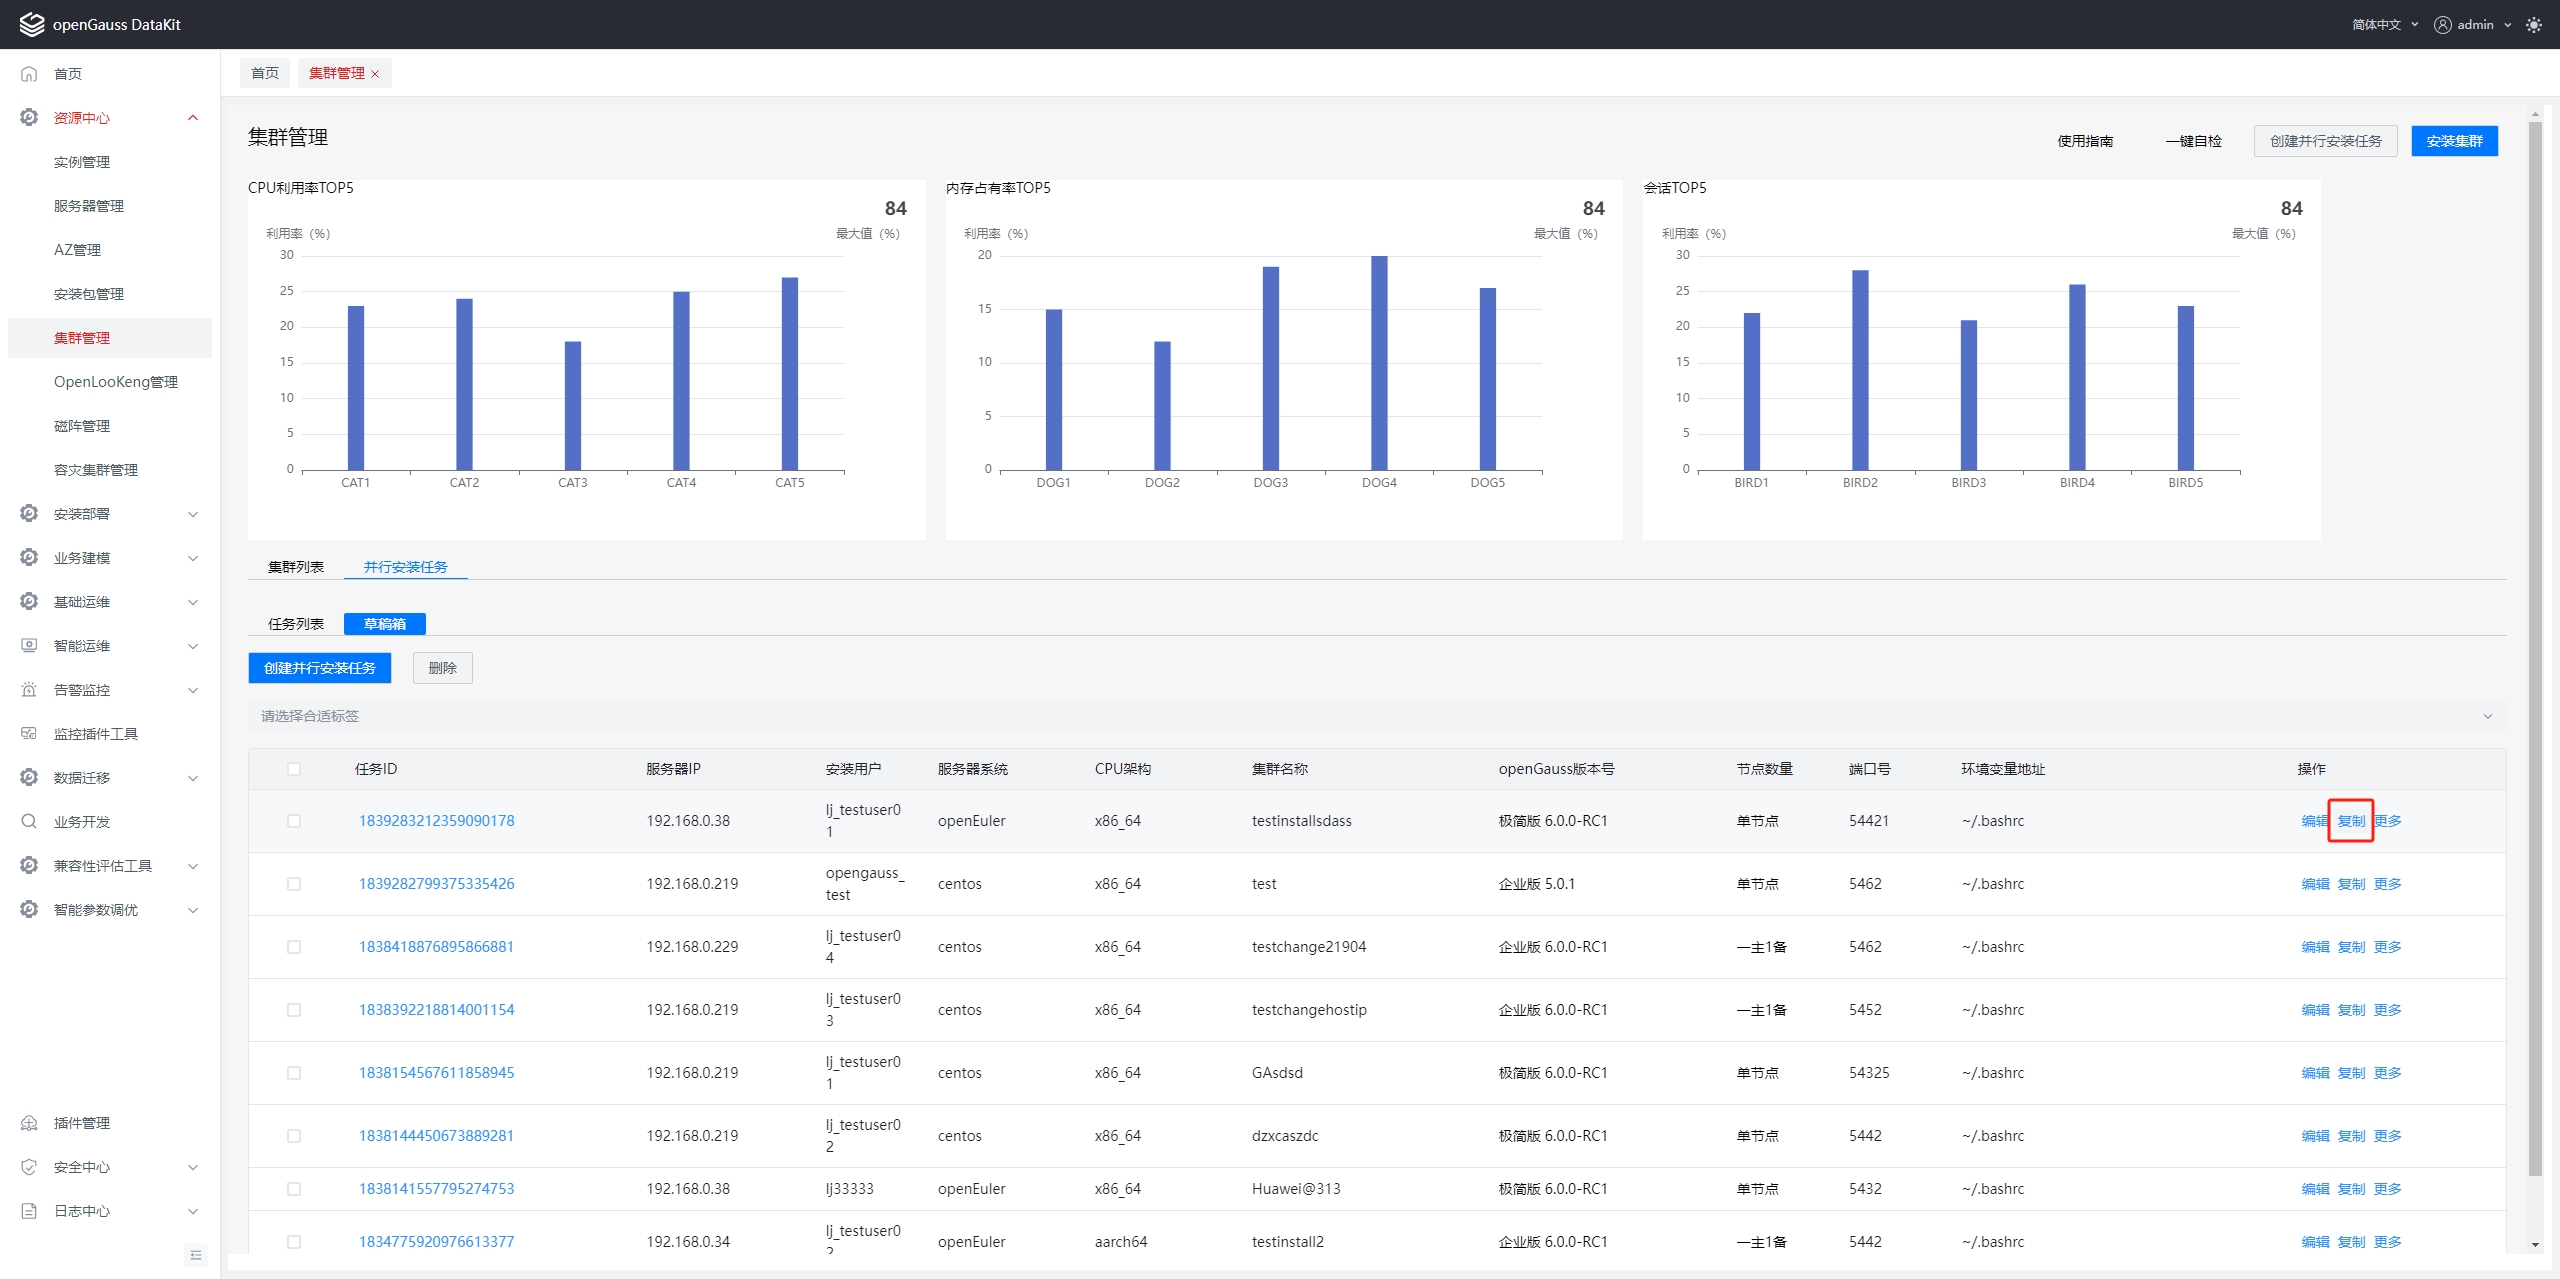 openGauss DataKit
简体中文
admin
首页
资源中心
实例管理
服务器管理
AZ管理
安装包管理
集群管理
OpenLooKeng管理
磁阵管理
容灾集群管理
安装部署
业务建模
基础运维
智能运维
告警监控
监控插件工具
数据迁移
业务开发
兼容性评估工具
智能参数调优
插件管理
安全中心
日志中心
首页 集群管理
集群管理
使用指南 一键自检 创建并行安装任务 安装集群
CPU利用率TOP5
84
利用率（%） 最大值（%）
30
25
20
15
10
5
0
CAT1 CAT2 CAT3 CAT4 CAT5
内存占有率TOP5
84
利用率（%） 最大值（%）
20
15
10
5
0
DOG1 DOG2 DOG3 DOG4 DOG5
会话TOP5
84
利用率（%） 最大值（%）
30
25
20
15
10
5
0
BIRD1 BIRD2 BIRD3 BIRD4 BIRD5
集群列表 并行安装任务
任务列表 草稿箱
创建并行安装任务 删除
请选择合适标签
任务ID 服务器IP 安装用户 服务器系统 CPU架构 集群名称 openGauss版本号 节点数量 端口号 环境变量地址 操作
1839283212359090178 192.168.0.38 lj_testuser01 openEuler x86_64 testinstallsdass 极简版 6.0.0-RC1 单节点 54421 ~/.bashrc 编辑 复制 更多
1839282799375335426 192.168.0.219 opengauss_test centos x86_64 test 企业版 5.0.1 单节点 5462 ~/.bashrc 编辑 复制 更多
1838418876895866881 192.168.0.229 lj_testuser04 centos x86_64 testchange21904 企业版 6.0.0-RC1 一主1备 5462 ~/.bashrc 编辑 复制 更多
1838392218814001154 192.168.0.219 lj_testuser03 centos x86_64 testchangehostip 企业版 6.0.0-RC1 一主1备 5452 ~/.bashrc 编辑 复制 更多
1838154567611858945 192.168.0.219 lj_testuser01 centos x86_64 GAsdsd 极简版 6.0.0-RC1 单节点 54325 ~/.bashrc 编辑 复制 更多
1838144450673889281 192.168.0.219 lj_testuser02 centos x86_64 dzxcaszdc 极简版 6.0.0-RC1 单节点 5442 ~/.bashrc 编辑 复制 更多
1838141557795274753 192.168.0.38 lj33333 openEuler x86_64 Huawei@313 极简版 6.0.0-RC1 单节点 5432 ~/.bashrc 编辑 复制 更多
1834775920976613377 192.168.0.34 lj_testuser0 openEuler aarch64 testinstall2 企业版 6.0.0-RC1 一主1备 5442 ~/.bashrc 编辑 复制 更多